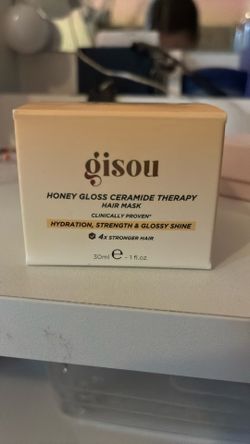 gisou
HONEY GLOSS CERAMIDE THERAPY
HAIR MASK
CLINICALLY PROVEN*
HYDRATION, STRENGTH & GLOSSY SHINE
4x STRONGER HAIR
30ml e - 1 fl.oz.